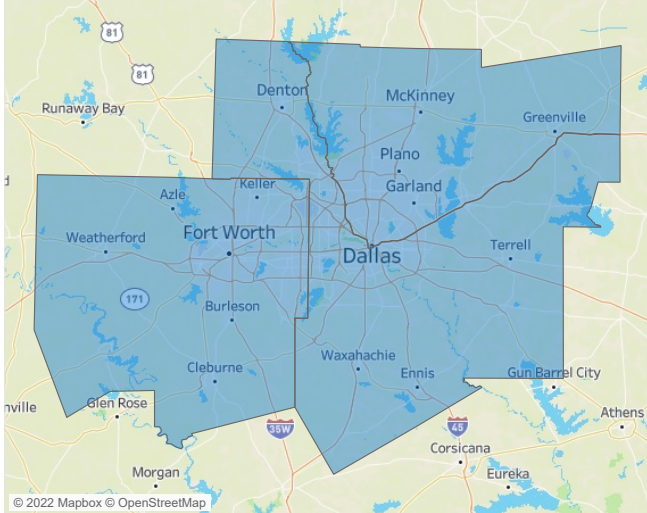 81
81
Runaway Bay
Denton
McKinney
Greenville
Plano
Garland
Keller
Azle
Fort Worth
Weatherford
Dallas
Terrell
171
Burleson
Waxahachie
Cleburne
Ennis
Gun Barrel City
nville
Glen Rose
35W
45
Athens
Corsicana
Morgan
Eureka
© 2022 Mapbox © OpenStreetMap